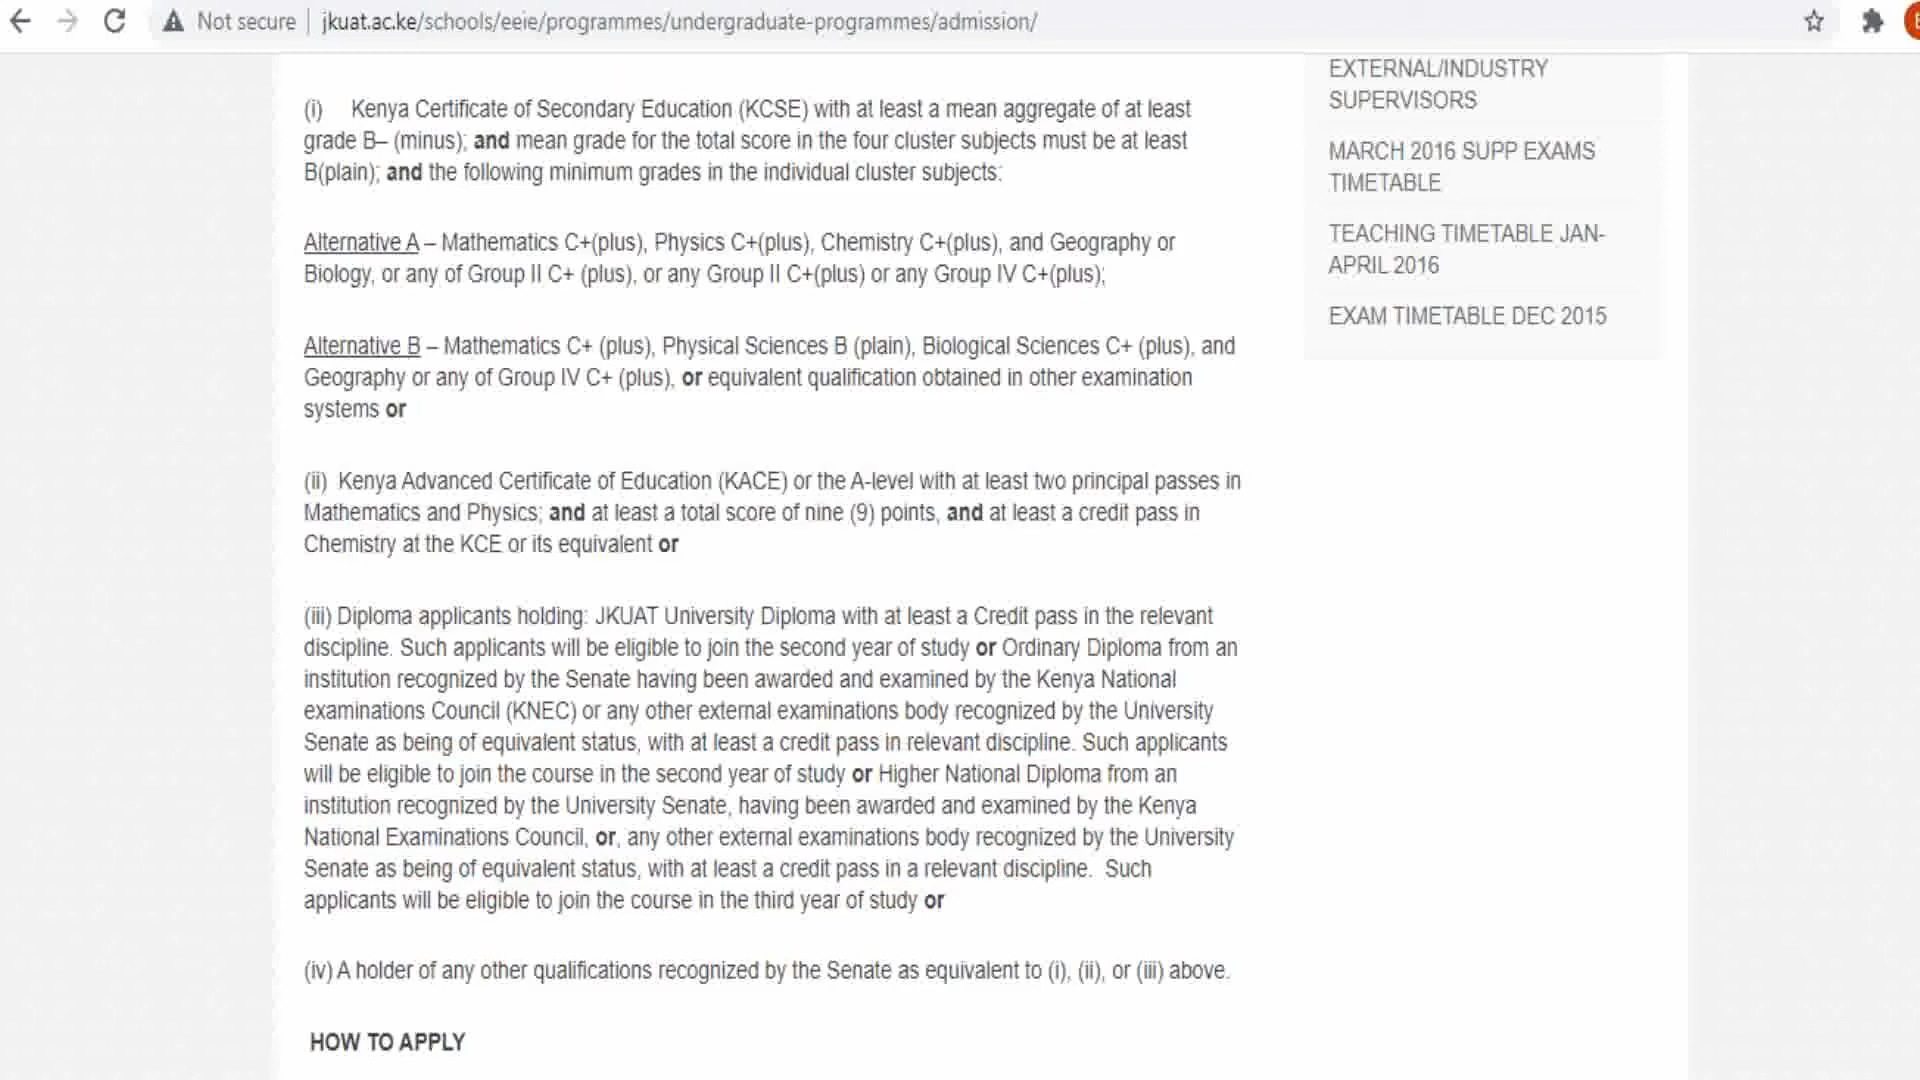 Not secure | jkuat.ac.ke/schools/eeie/programmes/undergraduate-programmes/admission/
(i) Kenya Certificate of Secondary Education (KCSE) with at least a mean aggregate of at least
grade B– (minus); and mean grade for the total score in the four cluster subjects must be at least
B(plain); and the following minimum grades in the individual cluster subjects:
Alternative A – Mathematics C+(plus), Physics C+(plus), Chemistry C+(plus), and Geography or
Biology, or any of Group II C+ (plus), or any Group II C+(plus) or any Group IV C+(plus);
Alternative B – Mathematics C+ (plus), Physical Sciences B (plain), Biological Sciences C+ (plus), and
Geography or any of Group IV C+ (plus), or equivalent qualification obtained in other examination
systems or
(ii) Kenya Advanced Certificate of Education (KACE) or the A-level with at least two principal passes in
Mathematics and Physics; and at least a total score of nine (9) points, and at least a credit pass in
Chemistry at the KCE or its equivalent or
(iii) Diploma applicants holding: JKUAT University Diploma with at least a Credit pass in the relevant
discipline. Such applicants will be eligible to join the second year of study or Ordinary Diploma from an
institution recognized by the Senate having been awarded and examined by the Kenya National
examinations Council (KNEC) or any other external examinations body recognized by the University
Senate as being of equivalent status, with at least a credit pass in relevant discipline. Such applicants
will be eligible to join the course in the second year of study or Higher National Diploma from an
institution recognized by the University Senate, having been awarded and examined by the Kenya
National Examinations Council, or, any other external examinations body recognized by the University
Senate as being of equivalent status, with at least a credit pass in a relevant discipline. Such
applicants will be eligible to join the course in the third year of study or
(iv) A holder of any other qualifications recognized by the Senate as equivalent to (i), (ii), or (iii) above.
HOW TO APPLY
EXTERNAL/INDUSTRY
SUPERVISORS
MARCH 2016 SUPP EXAMS
TIMETABLE
TEACHING TIMETABLE JAN-
APRIL 2016
EXAM TIMETABLE DEC 2015